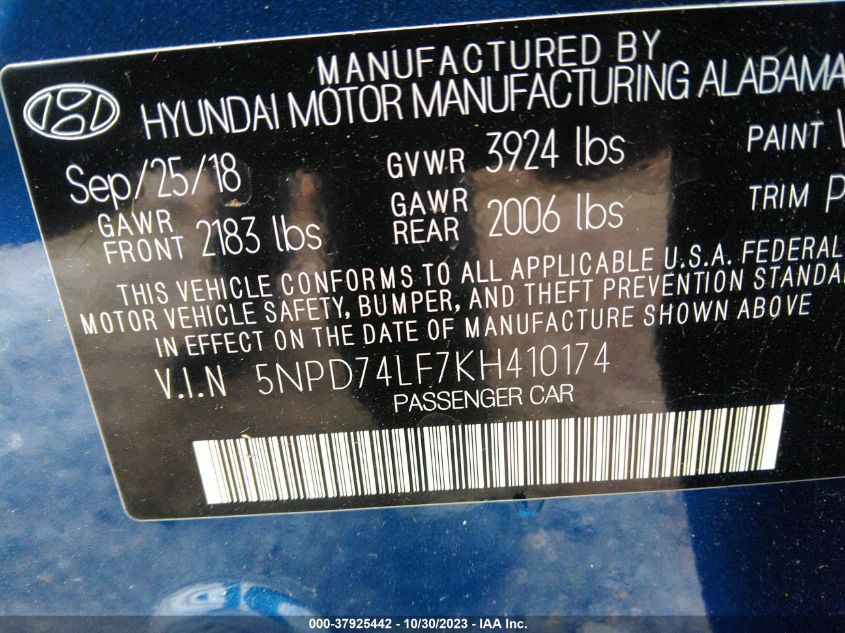 MANUFACTURED BY
HYUNDAI MOTOR MANUFACTURING ALABAMA
Sep/25/18 GVWR 3924 lbs PAINT
GAWR FRONT 2183 lbs GAWR REAR 2006 lbs TRIM P
THIS VEHICLE CONFORMS TO ALL APPLICABLE U.S.A. FEDERAL
MOTOR VEHICLE SAFETY, BUMPER, AND THEFT PREVENTION STANDA
IN EFFECT ON THE DATE OF MANUFACTURE SHOWN ABOVE
V.I.N 5NPD74LF7KH410174
PASSENGER CAR
000-37925442 - 10/30/2023 - IAA Inc.